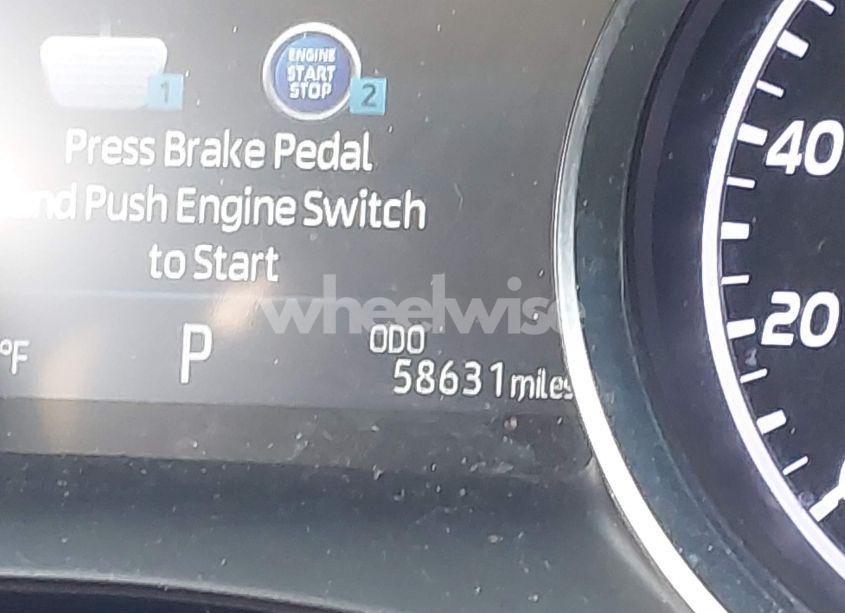 ENGINE
START
STOP
1
2
Press Brake Pedal
and Push Engine Switch
to Start
wheelwise
°F
P
ODO
58631 miles
40
20